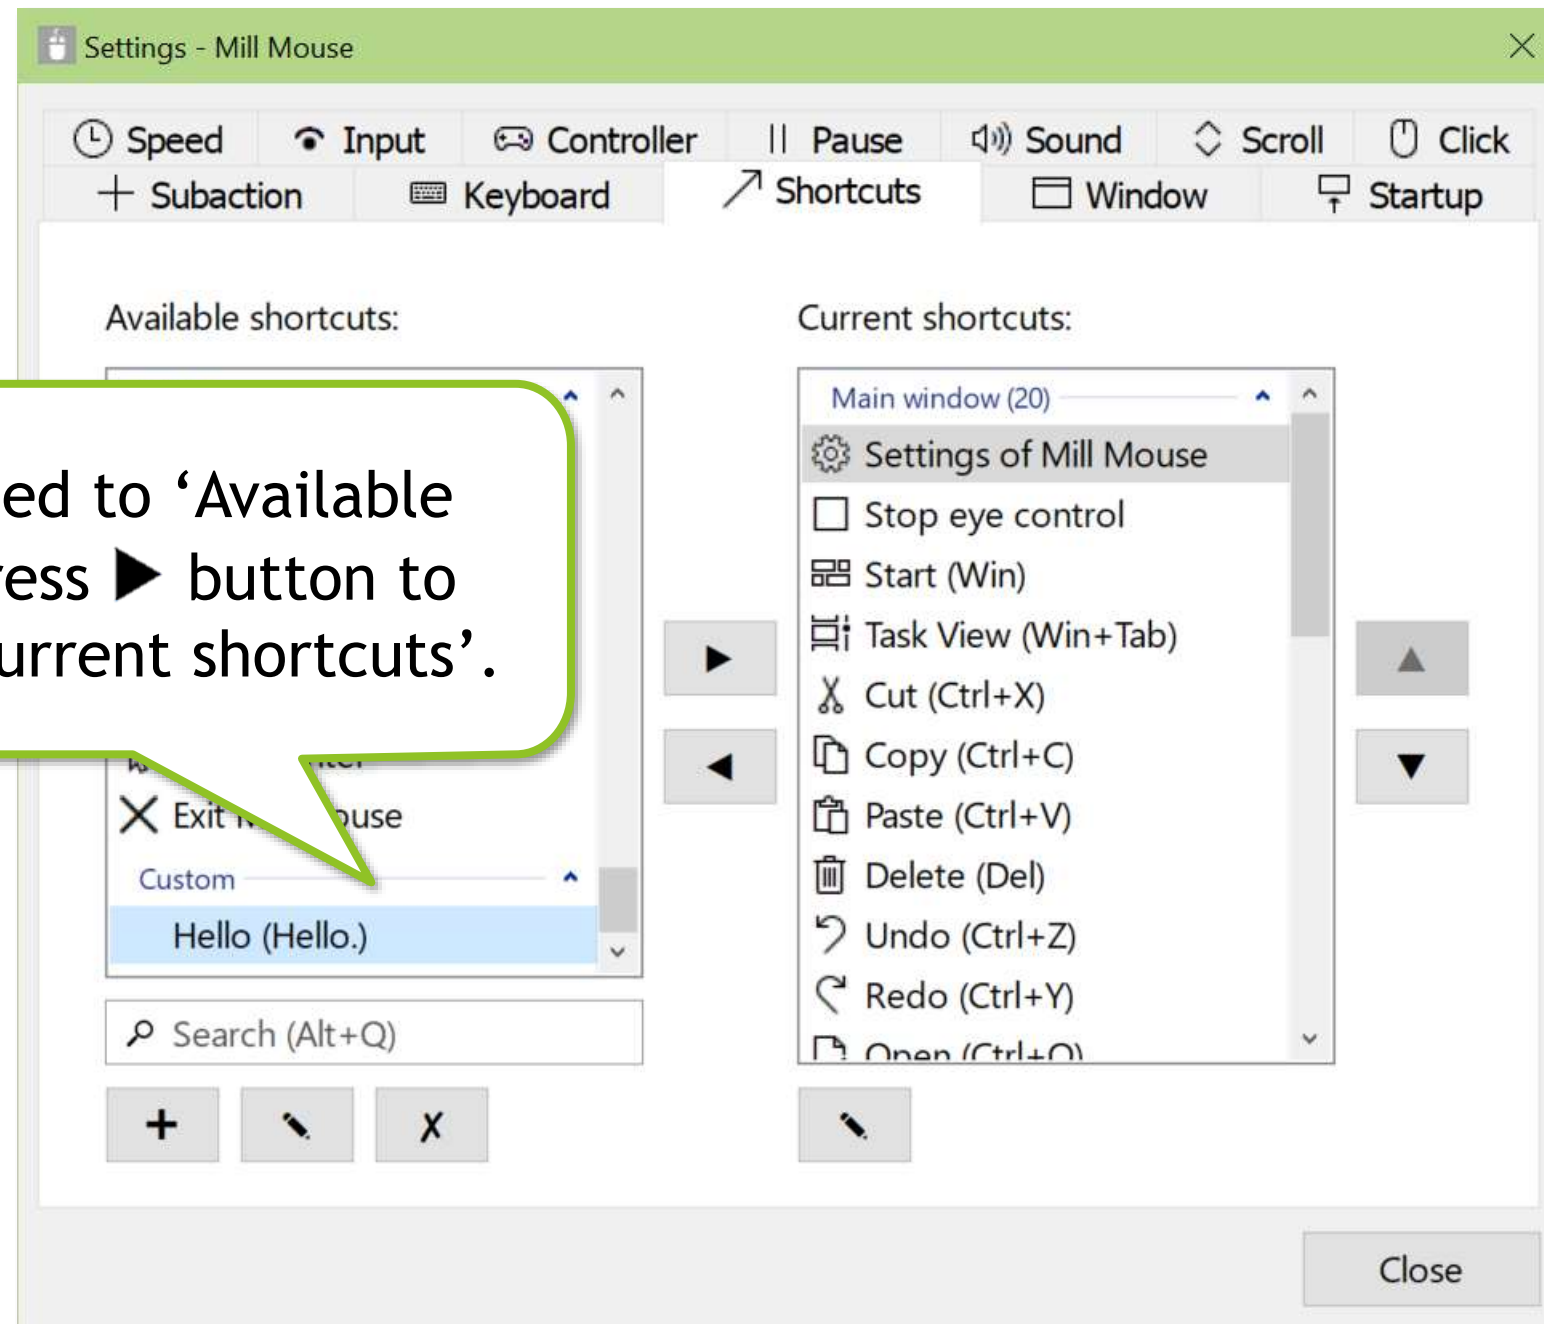 Settings - Mill Mouse
Speed Input Controller Pause Sound Scroll Click
Subaction Keyboard Shortcuts Window Startup
Available shortcuts:
ed to ‘Available
ress ▶ button to
urrent shortcuts’.
Exit ouse
Custom
Hello (Hello.)
Search (Alt+Q)
Current shortcuts:
Main window (20)
Settings of Mill Mouse
Stop eye control
Start (Win)
Task View (Win+Tab)
Cut (Ctrl+X)
Copy (Ctrl+C)
Paste (Ctrl+V)
Delete (Del)
Undo (Ctrl+Z)
Redo (Ctrl+Y)
Open (Ctrl+O)
Close